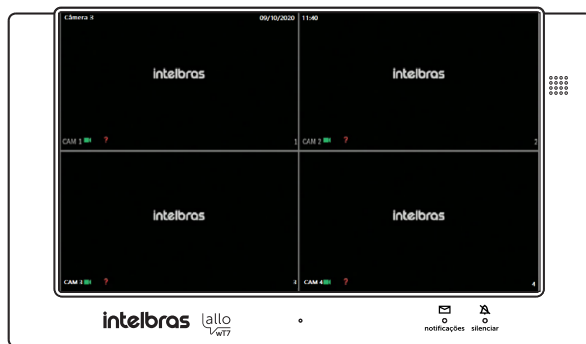 Câmera 3 09/10/2020 11:40
intelbras intelbras
CAM 1 ? 1 CAM 2 ? 2
intelbras intelbras
CAM 3 ? 3 CAM 4 ? 4
intelbras allo wT7
notificações silenciar